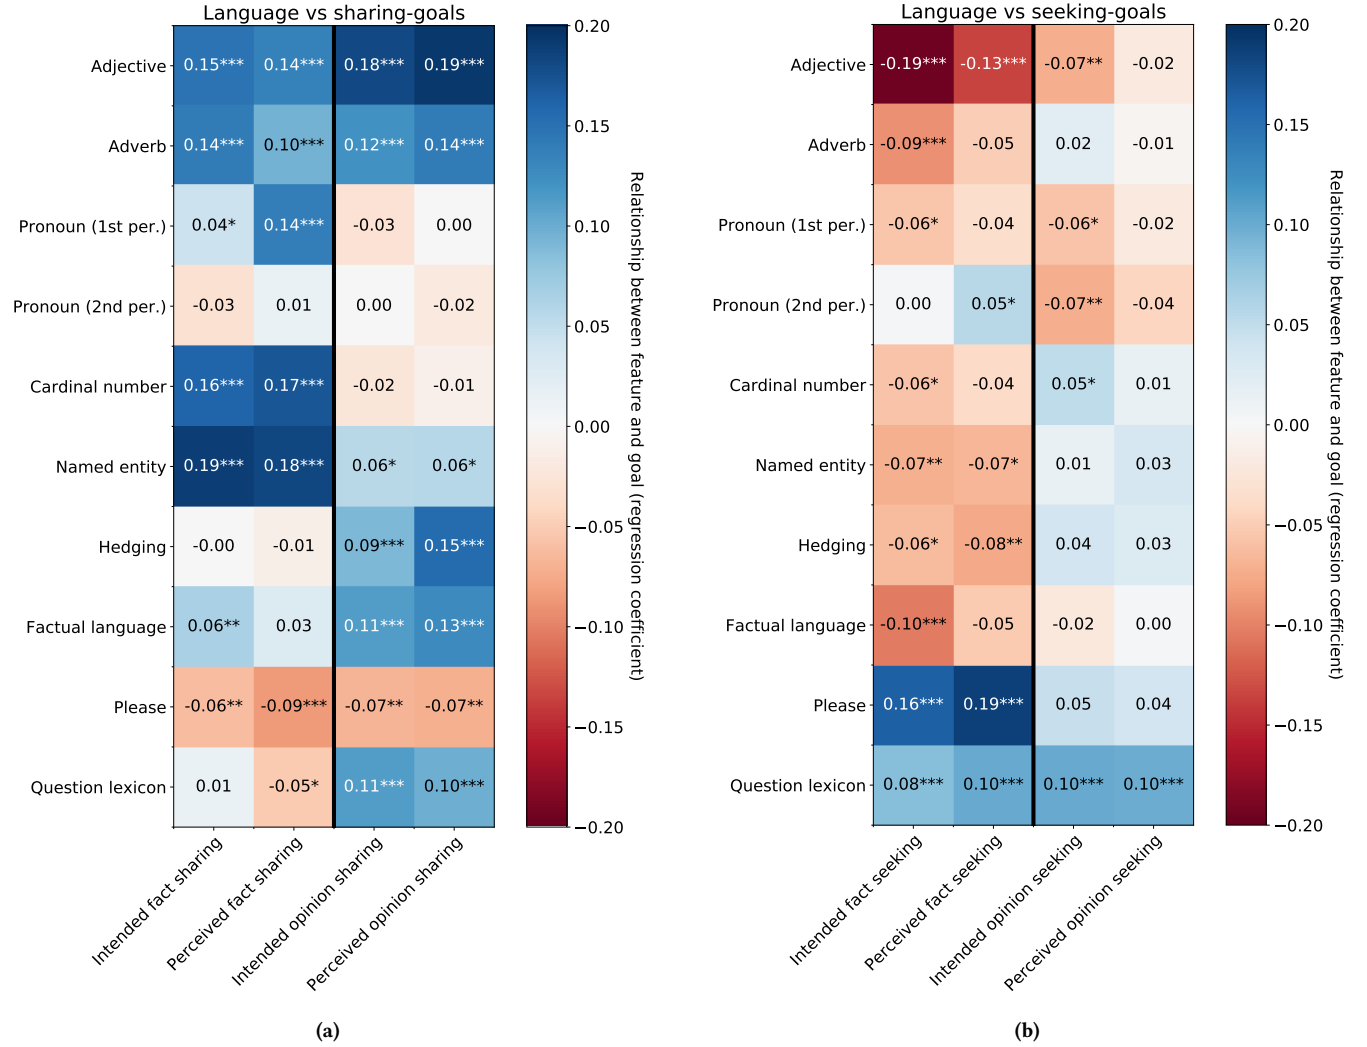 Language vs sharing-goals
Adjective 0.15*** 0.14*** 0.18*** 0.19***
Adverb 0.14*** 0.10*** 0.12*** 0.14***
Pronoun (1st per.) 0.04* 0.14*** -0.03 0.00
Pronoun (2nd per.) -0.03 0.01 0.00 -0.02
Cardinal number 0.16*** 0.17*** -0.02 -0.01
Named entity 0.19*** 0.18*** 0.06* 0.06*
Hedging -0.00 -0.01 0.09*** 0.15***
Factual language 0.06** 0.03 0.11*** 0.13***
Please -0.06** -0.09*** -0.07** -0.07**
Question lexicon 0.01 -0.05* 0.11*** 0.10***
Intended fact sharing
Perceived fact sharing
Intended opinion sharing
Perceived opinion sharing
0.20
0.15
0.10
0.05
0.00
−0.05
−0.10
−0.15
−0.20
Relationship between feature and goal (regression coefficient)
(a)
Language vs seeking-goals
Adjective -0.19*** -0.13*** -0.07** -0.02
Adverb -0.09*** -0.05 0.02 -0.01
Pronoun (1st per.) -0.06* -0.04 -0.06* -0.02
Pronoun (2nd per.) 0.00 0.05* -0.07** -0.04
Cardinal number -0.06* -0.04 0.05* 0.01
Named entity -0.07** -0.07* 0.01 0.03
Hedging -0.06* -0.08** 0.04 0.03
Factual language -0.10*** -0.05 -0.02 0.00
Please 0.16*** 0.19*** 0.05 0.04
Question lexicon 0.08*** 0.10*** 0.10*** 0.10***
Intended fact seeking
Perceived fact seeking
Intended opinion seeking
Perceived opinion seeking
0.20
0.15
0.10
0.05
0.00
−0.05
−0.10
−0.15
−0.20
Relationship between feature and goal (regression coefficient)
(b)